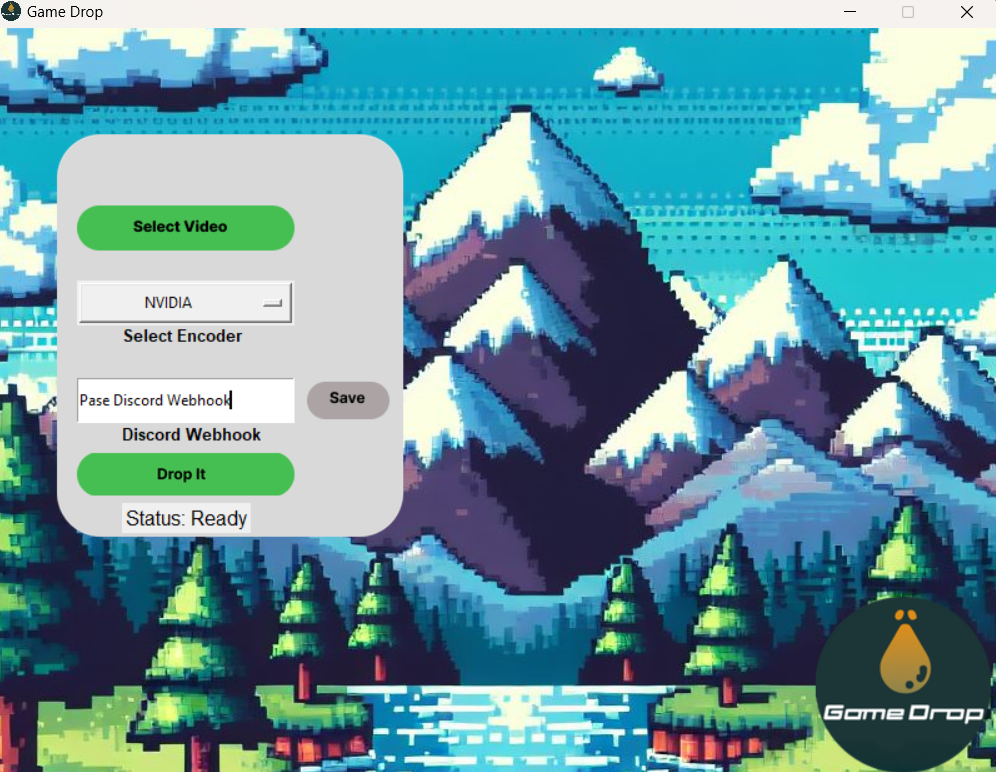 Game Drop
Select Video
NVIDIA
Select Encoder
Pase Discord Webhook
Save
Discord Webhook
Drop It
Status: Ready
Game Drop